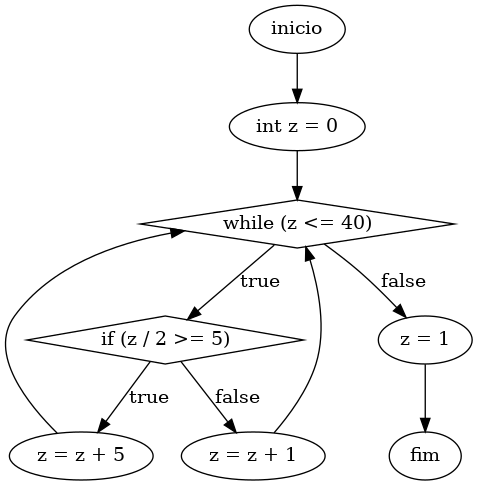 inicio
int z = 0
while (z <= 40)
true
false
if (z / 2 >= 5)
z = 1
true
false
z = z + 5
z = z + 1
fim